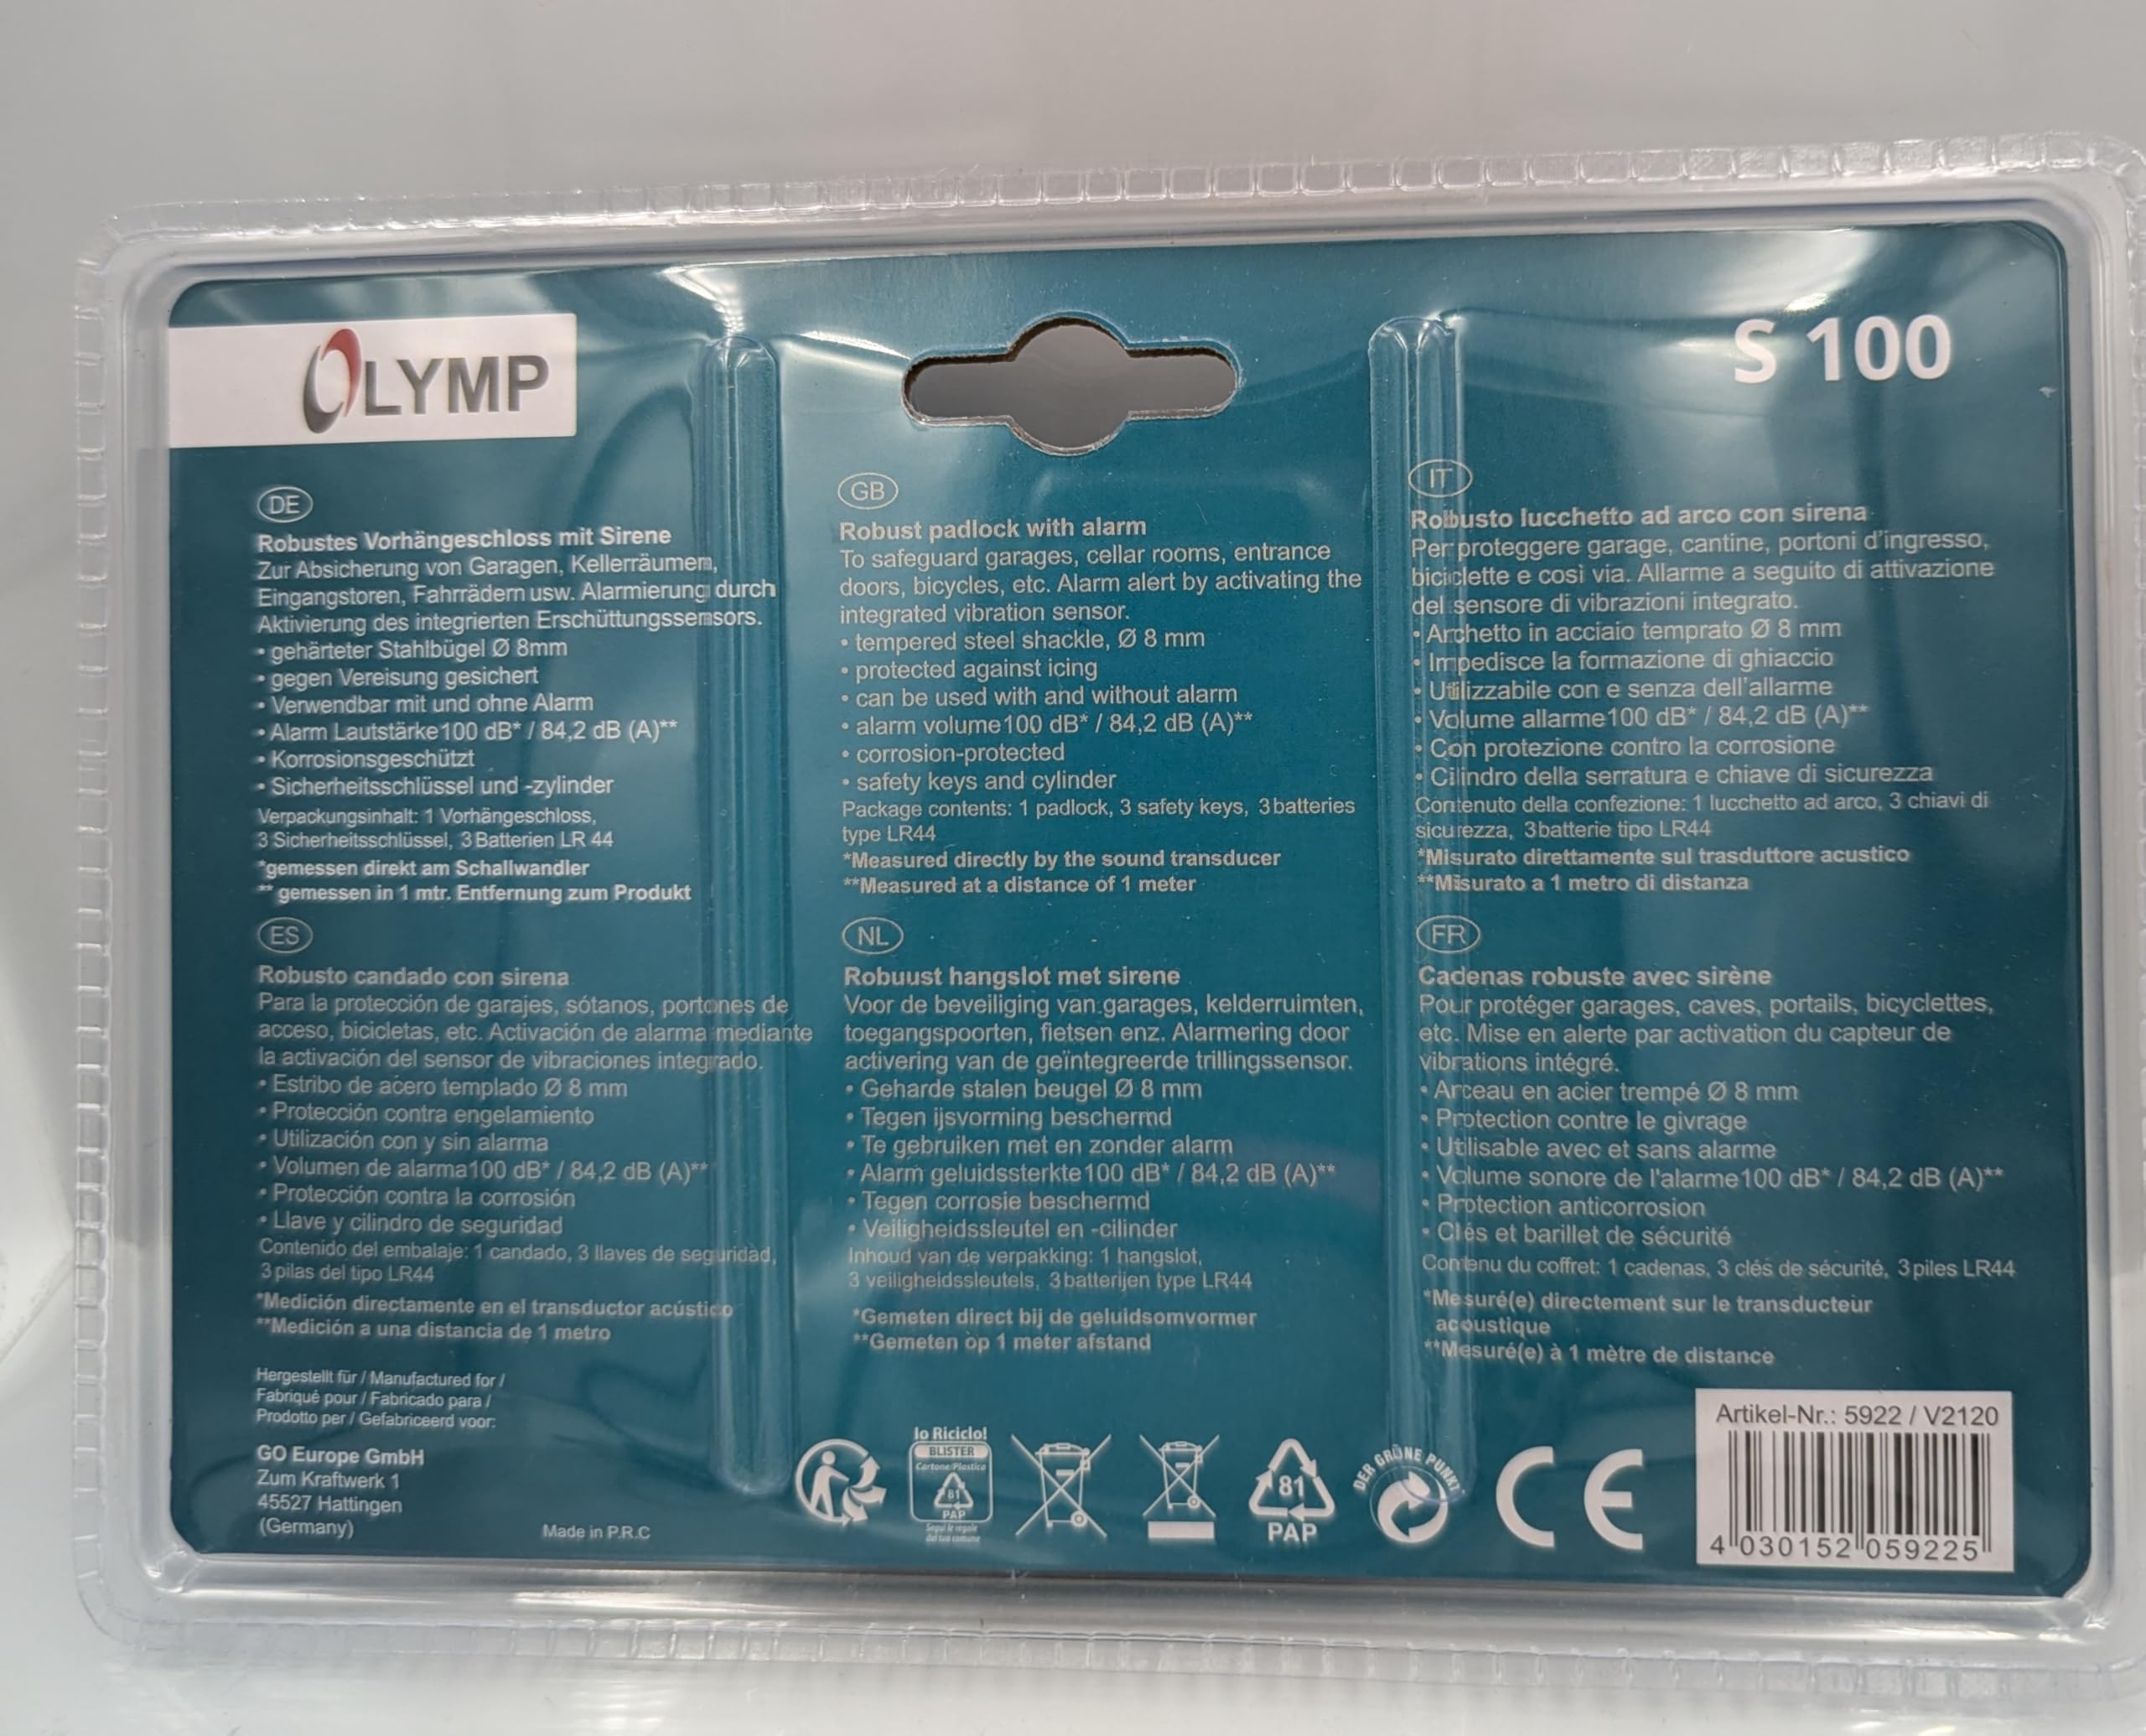 OLYMP
S 100
DE
Robustes Vorhängeschloss mit Sirene
Zur Absicherung von Garagen, Kellerräumern,
Eingangstoren, Fahrrädern usw. Alarmierung durch
Aktivierung des integrierten Erschüttungssensors.
• gehärteter Stahlbügel Ø 8mm
• gegen Vereisung gesichert
• Verwendbar mit und ohne Alarm
• Alarm Lautstärke 100 dB* / 84,2 dB (A)**
• Korrosionsgeschützt
• Sicherheitsschlüssel und -zylinder
Verpackungsinhalt: 1 Vorhängeschloss,
3 Sicherheitsschlüssel, 3 Batterien LR 44
*gemessen direkt am Schallwandler
** gemessen in 1 mtr. Entfernung zum Produkt
GB
Robust padlock with alarm
To safeguard garages, cellar rooms, entrance
doors, bicycles, etc. Alarm alert by activating the
integrated vibration sensor.
• tempered steel shackle, Ø 8 mm
• protected against icing
• can be used with and without alarm
• alarm volume 100 dB* / 84,2 dB (A)**
• corrosion-protected
• safety keys and cylinder
Package contents: 1 padlock, 3 safety keys, 3 batteries
type LR44
*Measured directly by the sound transducer
**Measured at a distance of 1 meter
IT
Robusto lucchetto ad arco con sirena
Per proteggere garage, cantine, portoni d'ingresso,
biciclette e così via. Allarme a seguito di attivazione
del sensore di vibrazioni integrato.
• Archetto in acciaio temprato Ø 8 mm
• Impedisce la formazione di ghiaccio
• Utilizzabile con e senza dell'allarme
• Volume allarme 100 dB* / 84,2 dB (A)**
• Con protezione contro la corrosione
• Cilindro della serratura e chiave di sicurezza
Contenuto della confezione: 1 lucchetto ad arco, 3 chiavi di
sicurezza, 3 batterie tipo LR44
*Misurato direttamente sul trasduttore acustico
**Misurato a 1 metro di distanza
ES
Robusto candado con sirena
Para la protección de garajes, sótanos, portones de
acceso, bicicletas, etc. Activación de alarma mediante
la activación del sensor de vibraciones integrado.
• Estribo de acero templado Ø 8 mm
• Protección contra engelamiento
• Utilización con y sin alarma
• Volumen de alarma 100 dB* / 84,2 dB (A)**
• Protección contra la corrosión
• Llave y cilindro de seguridad
Contenido del embalaje: 1 candado, 3 llaves de seguridad,
3 pilas del tipo LR44
*Medición directamente en el transductor acústico
**Medición a una distancia de 1 metro
NL
Robuust hangslot met sirene
Voor de beveiliging van garages, kelderruimten,
toegangspoorten, fietsen enz. Alarmering door
activering van de geïntegreerde trillingssensor.
• Geharde stalen beugel Ø 8 mm
• Tegen ijsvorming beschermd
• Te gebruiken met en zonder alarm
• Alarm geluidssterkte 100 dB* / 84,2 dB (A)**
• Tegen corrosie beschermd
• Veiligheidssleutel en -cilinder
Inhoud van de verpakking: 1 hangslot,
3 veiligheidssleutels, 3 batterijen type LR44
*Gemeten direct bij de geluidsomvormer
**Gemeten op 1 meter afstand
FR
Cadenas robuste avec sirène
Pour protéger garages, caves, portails, bicyclettes,
etc. Mise en alerte par activation du capteur de
vibrations intégré.
• Arceau en acier trempé Ø 8 mm
• Protection contre le givrage
• Utilisable avec et sans alarme
• Volume sonore de l'alarme 100 dB* / 84,2 dB (A)**
• Protection anticorrosion
• Clés et barillet de sécurité
Contenu du coffret: 1 cadenas, 3 clés de sécurité, 3 piles LR44
*Mesuré(e) directement sur le transducteur
acoustique
**Mesuré(e) à 1 mètre de distance
Hergestellt für / Manufactured for /
Fabriqué pour / Fabricado para /
Prodotto per / Gefabriceerd voor:
GO Europe GmbH
Zum Kraftwerk 1
45527 Hattingen
(Germany)
Made in P.R.C
Io Riciclo!
BLISTER
Cartone/Plastica
81
PAP
Segui le regole
del tuo comune
81
PAP
DER GRÜNE PUNKT
CE
Artikel-Nr.: 5922 / V2120
4 030152 059225